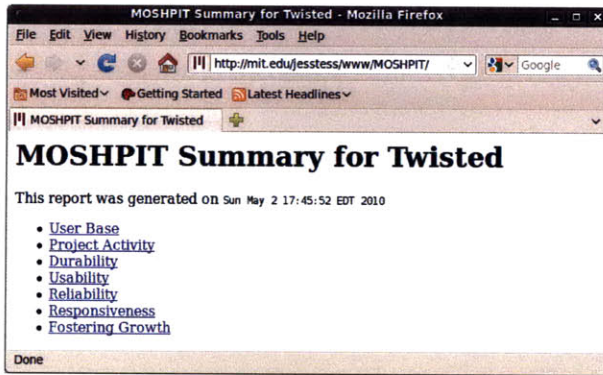 MOSHPIT Summary for Twisted - Mozilla Firefox
File Edit View History Bookmarks Tools Help
http://mit.edu/jesstess/www/MOSHPIT/ Google
Most Visited Getting Started Latest Headlines
MOSHPIT Summary for Twisted
MOSHPIT Summary for Twisted
This report was generated on Sun May 2 17:45:52 EDT 2010
• User Base
• Project Activity
• Durability
• Usability
• Reliability
• Responsiveness
• Fostering Growth
Done